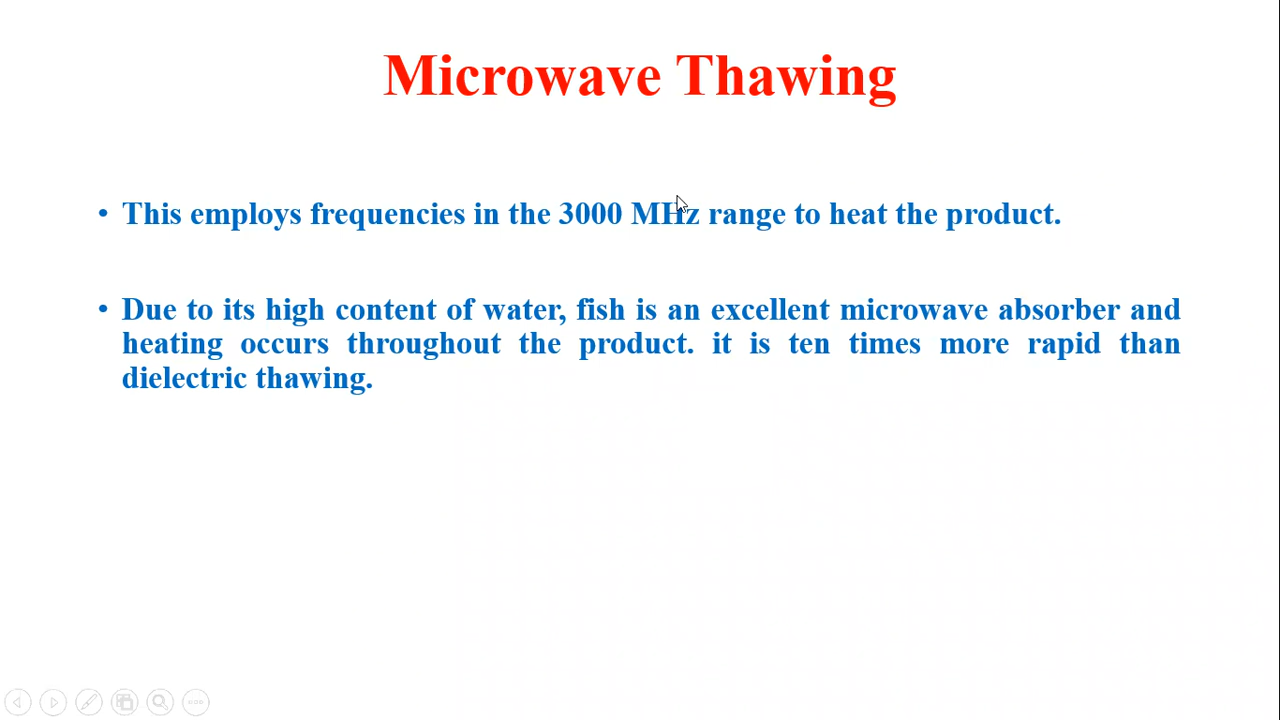 Microwave Thawing
• This employs frequencies in the 3000 MHz range to heat the product.
• Due to its high content of water, fish is an excellent microwave absorber and
heating occurs throughout the product. it is ten times more rapid than
dielectric thawing.